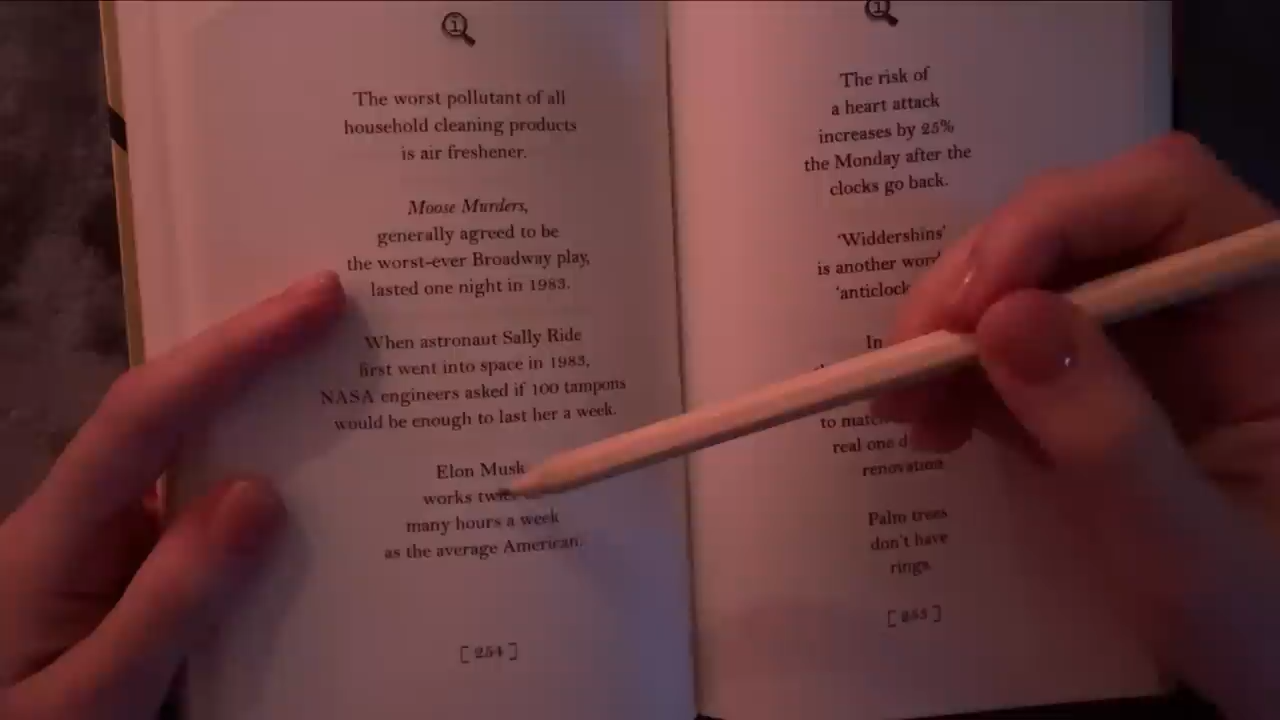 The worst pollutant of all
household cleaning products
is air freshener.
Moose Murders,
generally agreed to be
the worst-ever Broadway play,
lasted one night in 1983.
When astronaut Sally Ride
first went into space in 1983,
NASA engineers asked if 100 tampons
would be enough to last her a week.
Elon Musk
works
many hours a week
as the average American.
[ 254 ]
The risk of
a heart attack
increases by 25%
the Monday after the
clocks go back.
'Widdershins'
is another
In
to
real one
renovation
Palm trees
don't have
rings.
[ 255 ]